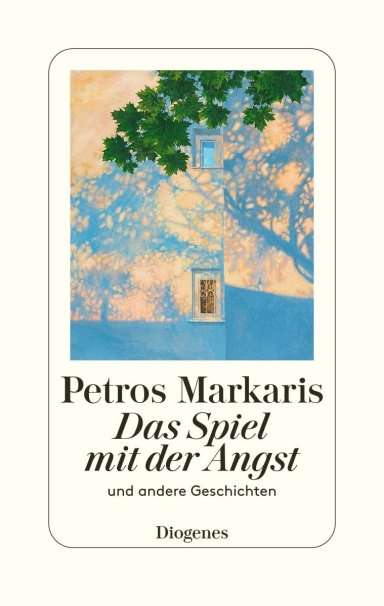 Petros Markaris
Das Spiel
mit der Angst
und andere Geschichten
Diogenes